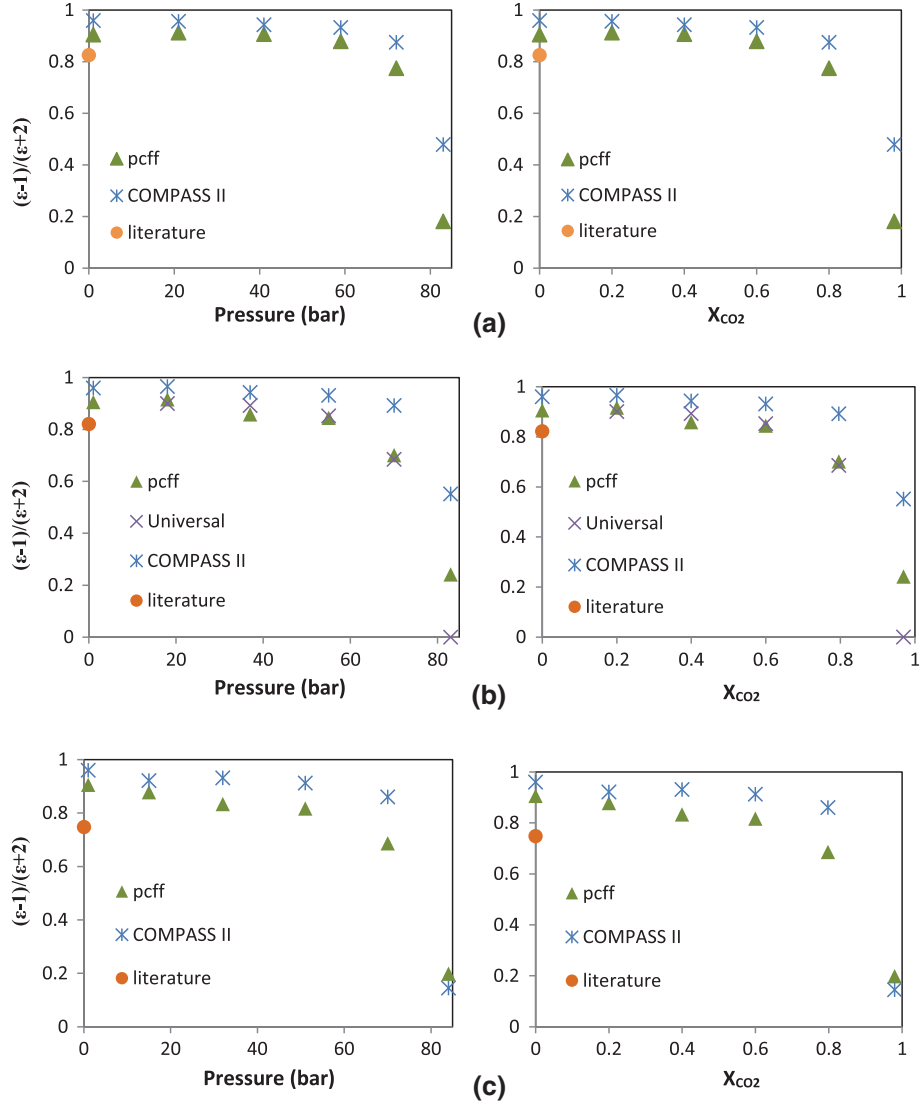 1
0.8
0.6
0.4
0.2
0
(ε-1)/(ε+2)
pcff
COMPASS II
literature
0 20 40 60 80
Pressure (bar)
1
0.8
0.6
0.4
0.2
0
pcff
COMPASS II
literature
0 0.2 0.4 0.6 0.8 1
XCO2
(a)
1
0.8
0.6
0.4
0.2
0
(ε-1)/(ε+2)
pcff
Universal
COMPASS II
literature
0 20 40 60 80
Pressure (bar)
1
0.8
0.6
0.4
0.2
0
pcff
Universal
COMPASS II
literature
0 0.2 0.4 0.6 0.8 1
XCO2
(b)
1
0.8
0.6
0.4
0.2
0
(ε-1)/(ε+2)
pcff
COMPASS II
literature
0 20 40 60 80
Pressure (bar)
1
0.8
0.6
0.4
0.2
0
pcff
COMPASS II
literature
0 0.2 0.4 0.6 0.8 1
XCO2
(c)